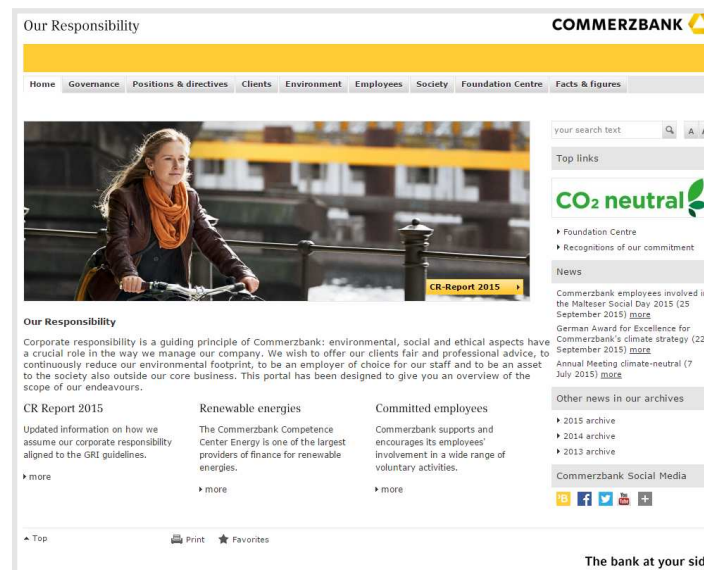 Our Responsibility
COMMERZBANK
Home Governance Positions & directives Clients Environment Employees Society Foundation Centre Facts & figures
your search text
A
Top links
CO2 neutral
Foundation Centre
Recognitions of our commitment
CR-Report 2015
News
Commerzbank employees involved
the Malteser Social Day 2015 (25
September 2015) more
German Award for Excellence for
Commerzbank's climate strategy (22
September 2015) more
Annual Meeting climate-neutral (7
July 2015) more
Other news in our archives
2015 archive
2014 archive
2013 archive
Commerzbank Social Media
Our Responsibility
Corporate responsibility is a guiding principle of Commerzbank: environmental, social and ethical aspects have
a crucial role in the way we manage our company. We wish to offer our clients fair and professional advice, to
continuously reduce our environmental footprint, to be an employer of choice for our staff and to be an asset
to the society also outside our core business. This portal has been designed to give you an overview of the
scope of our endeavours.
CR Report 2015
Updated information on how we
assume our corporate responsibility
aligned to the GRI guidelines.
more
Renewable energies
The Commerzbank Competence
Center Energy is one of the largest
providers of finance for renewable
energies.
more
Committed employees
Commerzbank supports and
encourages its employees'
involvement in a wide range of
voluntary activities.
more
Top
Print
Favorites
The bank at your